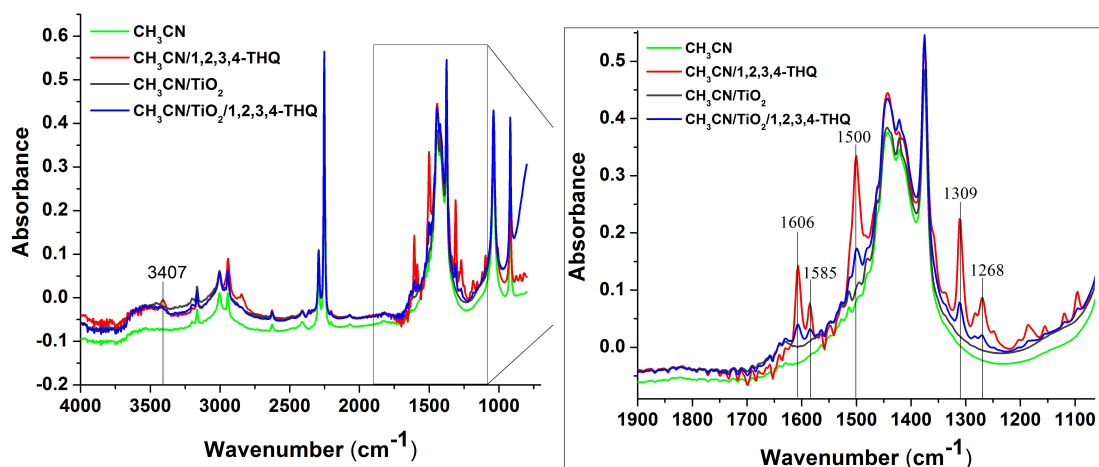 CH₃CN
CH₃CN/1,2,3,4-THQ
CH₃CN/TiO₂
CH₃CN/TiO₂/1,2,3,4-THQ
3407
0.6
0.5
0.4
0.3
0.2
0.1
0.0
-0.1
-0.2
Absorbance
4000 3500 3000 2500 2000 1500 1000
Wavenumber (cm⁻¹)
CH₃CN
CH₃CN/1,2,3,4-THQ
CH₃CN/TiO₂
CH₃CN/TiO₂/1,2,3,4-THQ
1500
1309
1606
1585
1268
0.5
0.4
0.3
0.2
0.1
0.0
Absorbance
1900 1800 1700 1600 1500 1400 1300 1200 1100
Wavenumber (cm⁻¹)